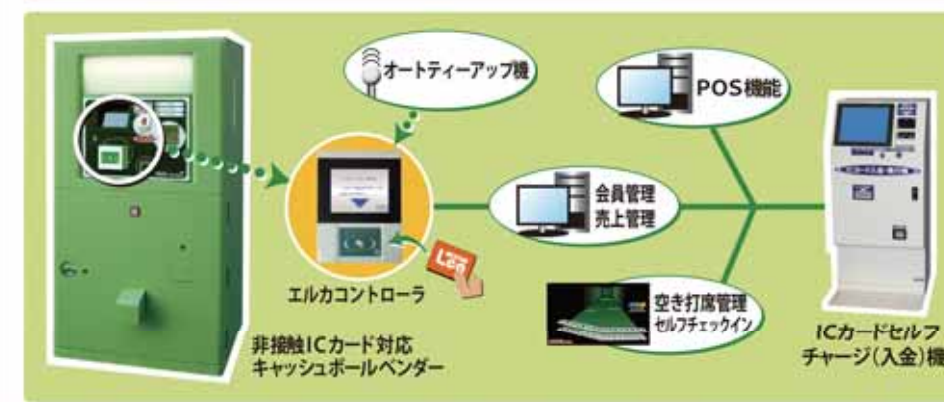 オートティーアップ機
POS機能
会員管理
売上管理
エルカコントローラ
空き打席管理
セルフチェックイン
非接触ICカード対応
キャッシュボールベンダー
ICカードセルフ
チャージ(入金)機